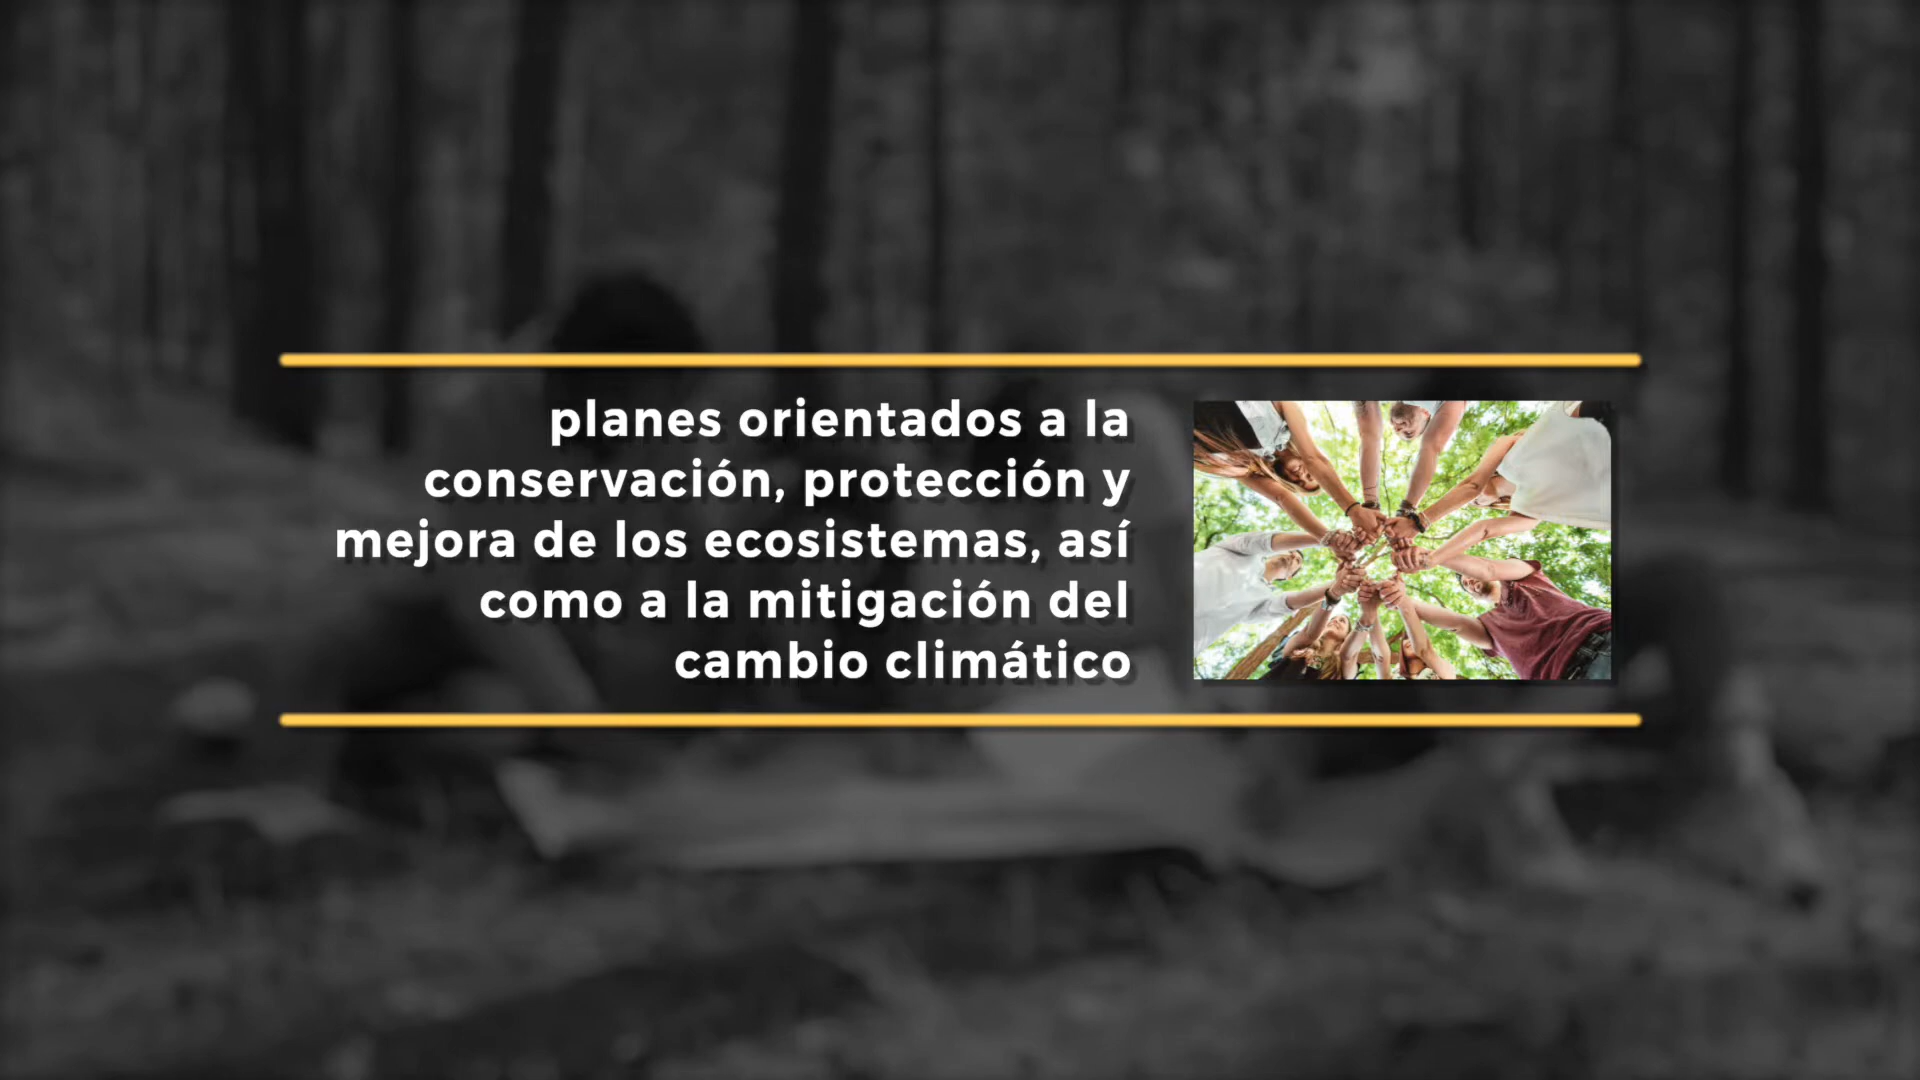 planes orientados a la
conservación, protección y
mejora de los ecosistemas, así
como a la mitigación del
cambio climático